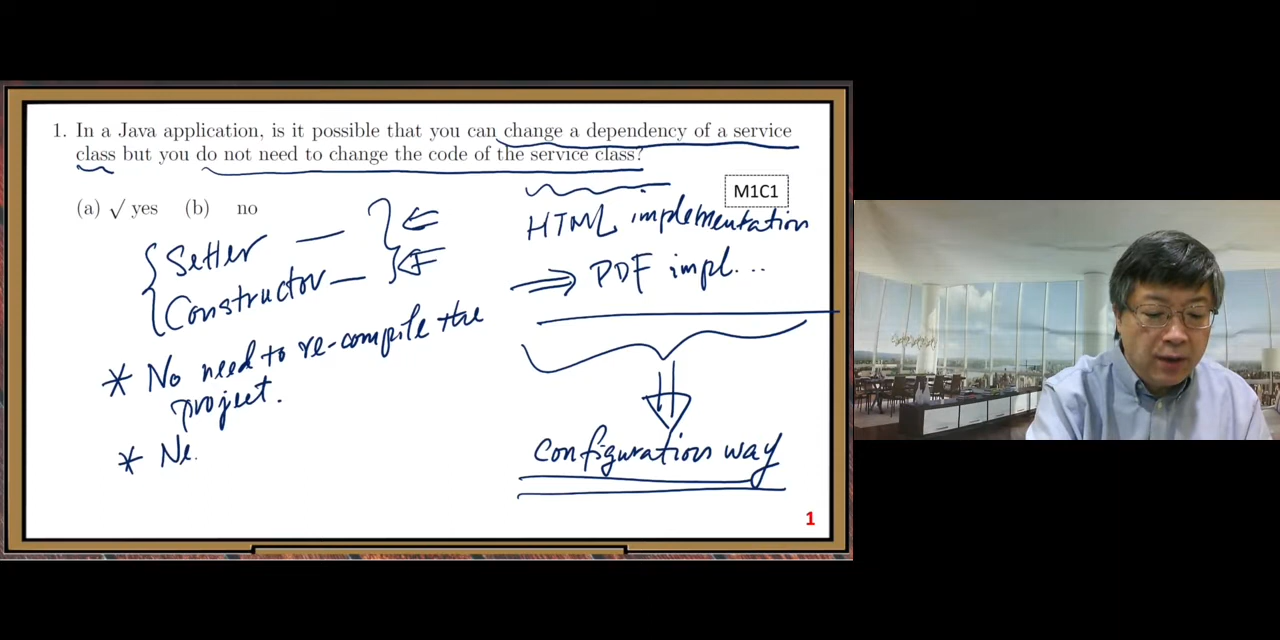 1. In a Java application, is it possible that you can change a dependency of a service
class but you do not need to change the code of the service class?
M1C1
(a) √ yes (b) no
Setter
Constructor
HTML implementation
⇒ PDF impl...
* No need to re-compile the
project.
* Ne.
configuration way
1